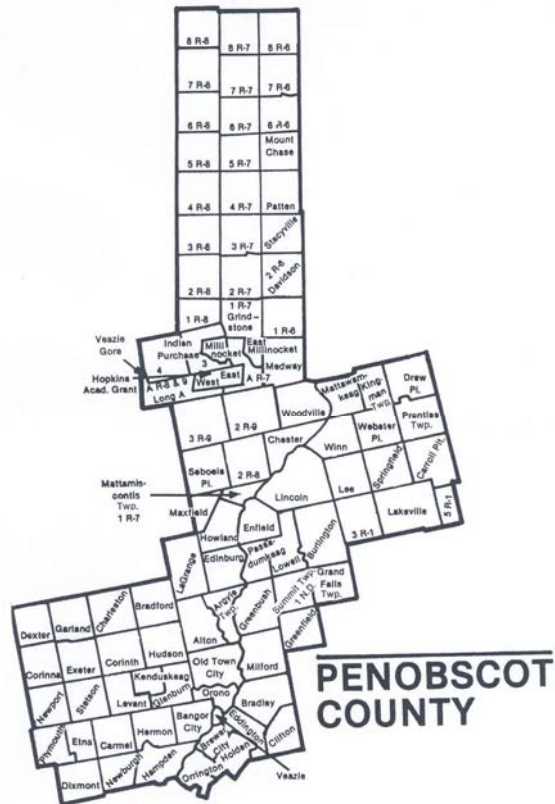 8 R-8
8 R-7
8 R-6
7 R-8
7 R-7
7 R-6
6 R-8
6 R-7
6 R-6
Mount
Chase
5 R-8
5 R-7
4 R-8
4 R-7
Patten
3 R-8
3 R-7
Stacyville
2 R-6
Davidson
2 R-8
2 R-7
1 R-8
1 R-7
Grind-
stone
1 R-6
Veazie
Gore
Indian
Purchase
4
3
Milli
nocket
East
Millinocket
Medway
Hopkins
Acad. Grant
A R-8 & 9
Long A
West
East
A R-7
Woodville
Mattawam-
keag
King-
man
Twp.
Drew
Pl.
3 R-9
2 R-9
Chester
Winn
Webster
Pl.
Prentiss
Twp.
Seboeis
Pl.
2 R-8
Mattamis-
contis
Twp.
1 R-7
Lincoln
Lee
Springfield
Carroll Plt.
Maxfield
Howland
Enfield
3 R-1
Lakeville
5 R-1
LaGrange
Edinburg
Passa-
dumkeag
Lowell
Burlington
Argyle
Twp.
Greenbush
Summit Twp.
1 N.D.
Grand
Falls
Twp.
Greenfield
Dexter
Garland
Charleston
Bradford
Alton
Corinna
Exeter
Corinth
Hudson
Old Town
City
Milford
Newport
Stetson
Levant
Kenduskeag
Glenburn
Orono
Bradley
PENOBSCOT
COUNTY
Plymouth
Etna
Carmel
Hermon
Bangor
City
Eddington
Clifton
Dixmont
Newburgh
Hampden
Brewer
City
Holden
Orrington
Veazie